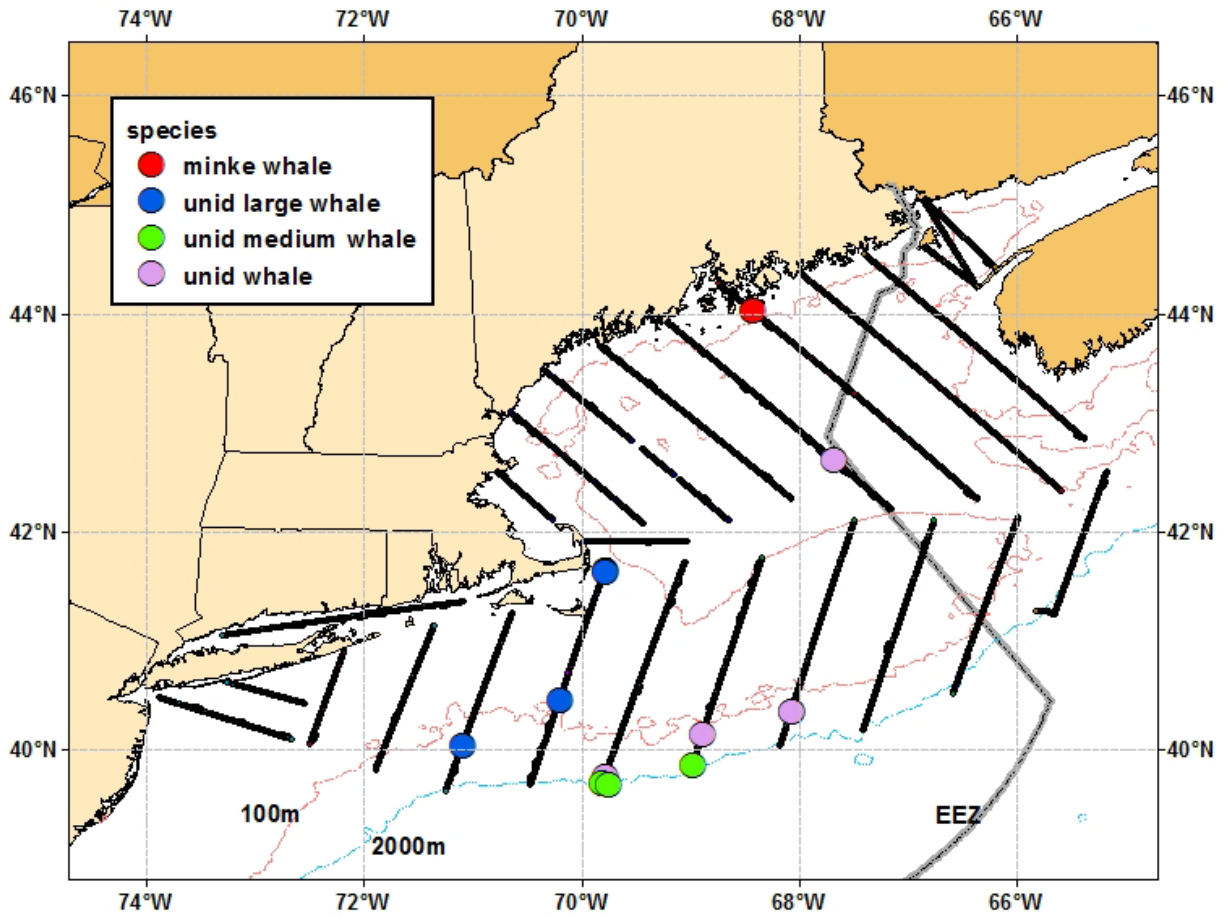 74°W 72°W 70°W 68°W 66°W
46°N 46°N
species
minke whale
unid large whale
unid medium whale
unid whale
44°N 44°N
42°N 42°N
40°N 40°N
100m EEZ
2000m
74°W 72°W 70°W 68°W 66°W